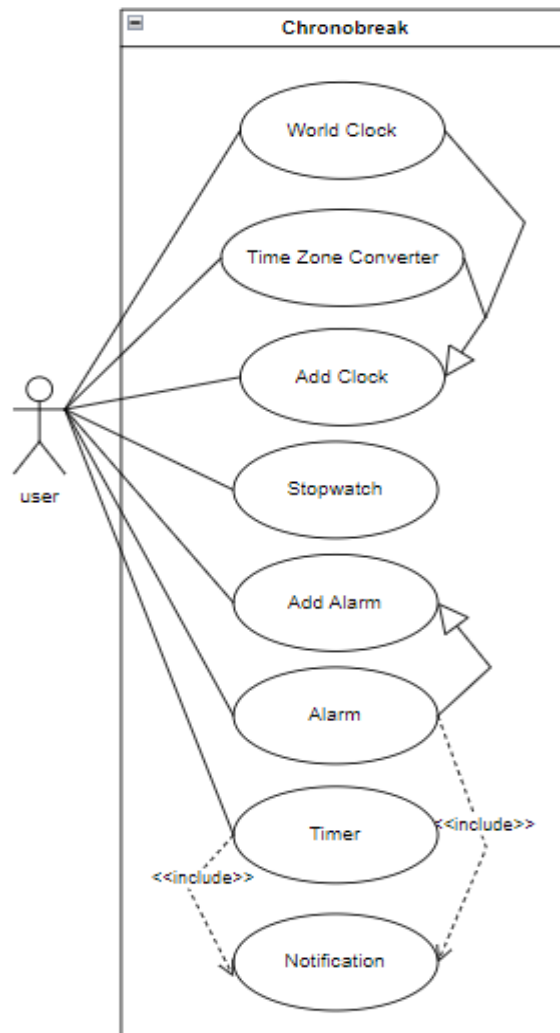 Chronobreak
World Clock
Time Zone Converter
Add Clock
user
Stopwatch
Add Alarm
Alarm
Timer
<<include>>
<<include>>
Notification